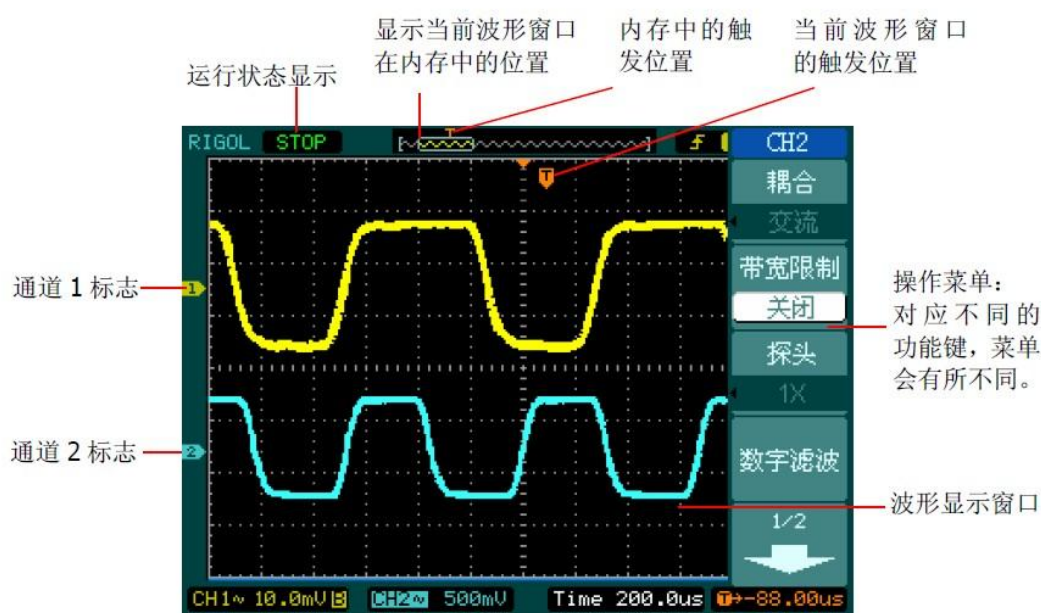 显示当前波形窗口
在内存中的位置
内存中的触
发位置
当前波形窗口
的触发位置
运行状态显示
RIGOL STOP
T
CH2
T
耦合
交流
带宽限制
关闭
探头
1X
数字滤波
1/2
通道 1 标志
1
通道 2 标志
2
操作菜单：
对应不同的
功能键，菜单
会有所不同。
波形显示窗口
CH1~ 10.0mV B CH2~ 500mV Time 200.0us T→-88.00us